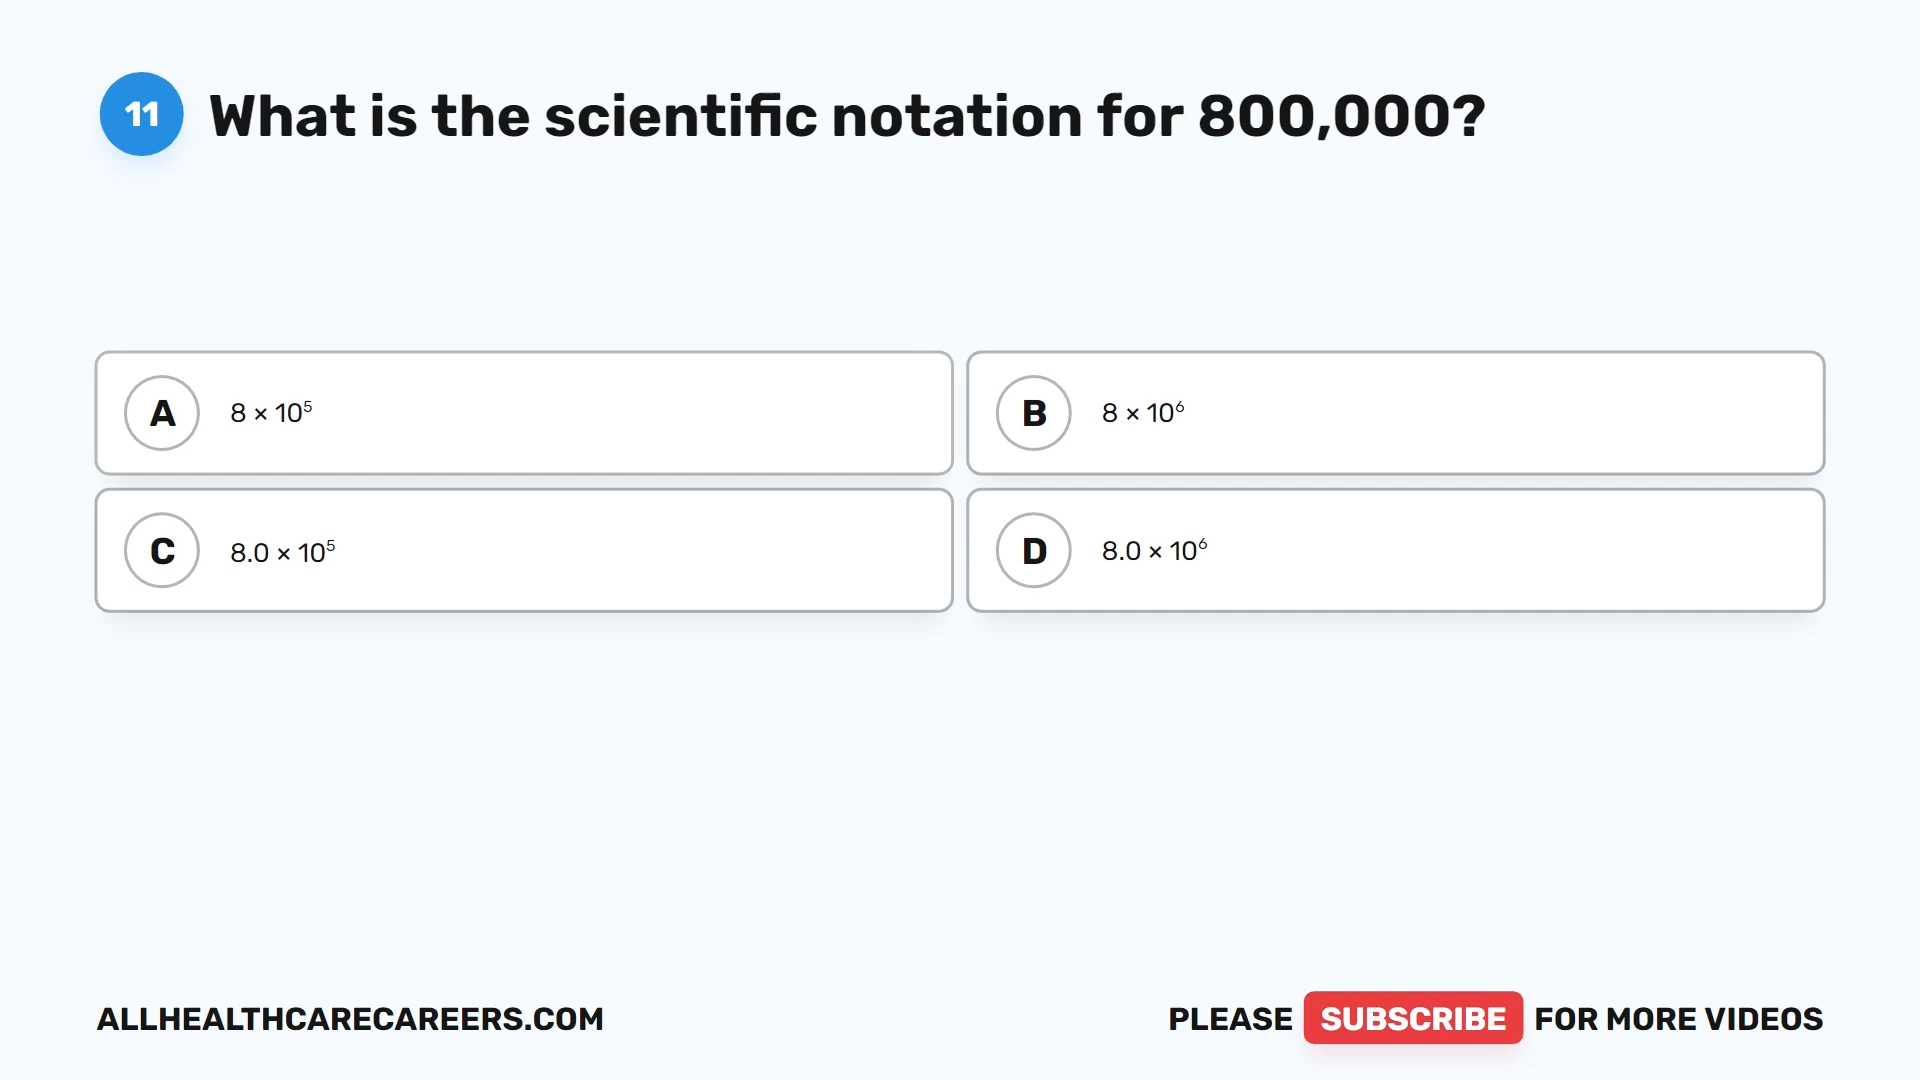 11 What is the scientific notation for 800,000?
A 8 × 10⁵
B 8 × 10⁶
C 8.0 × 10⁵
D 8.0 × 10⁶
ALLHEALTHCARECAREERS.COM
PLEASE SUBSCRIBE FOR MORE VIDEOS